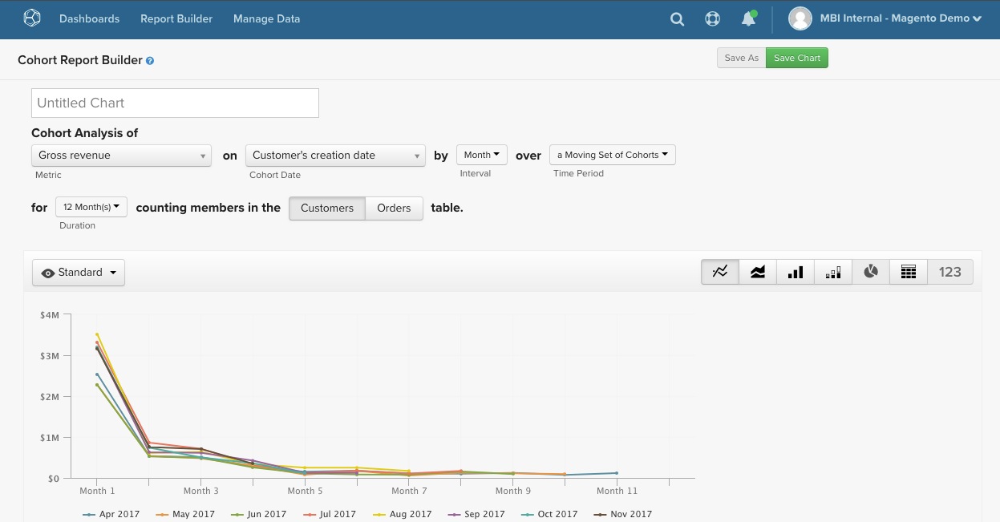 Dashboards Report Builder Manage Data MBI Internal - Magento Demo
Cohort Report Builder ?
Save As Save Chart
Untitled Chart
Cohort Analysis of
Gross revenue on Customer's creation date by Month over a Moving Set of Cohorts
Metric Cohort Date Interval Time Period
for 12 Month(s) counting members in the Customers Orders table.
Duration
Standard 123
$4M
$3M
$2M
$1M
$0
Month 1 Month 3 Month 5 Month 7 Month 9 Month 11
Apr 2017 May 2017 Jun 2017 Jul 2017 Aug 2017 Sep 2017 Oct 2017 Nov 2017